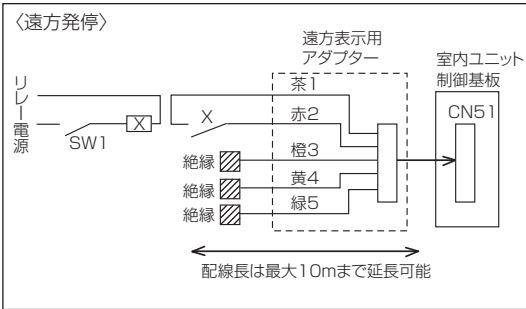 〈遠方発停〉
遠方表示用
アダプター
室内ユニット
制御基板
リレー電源
SW1
X
X
茶1
赤2
絶縁 橙3
絶縁 黄4
絶縁 緑5
CN51
配線長は最大10mまで延長可能